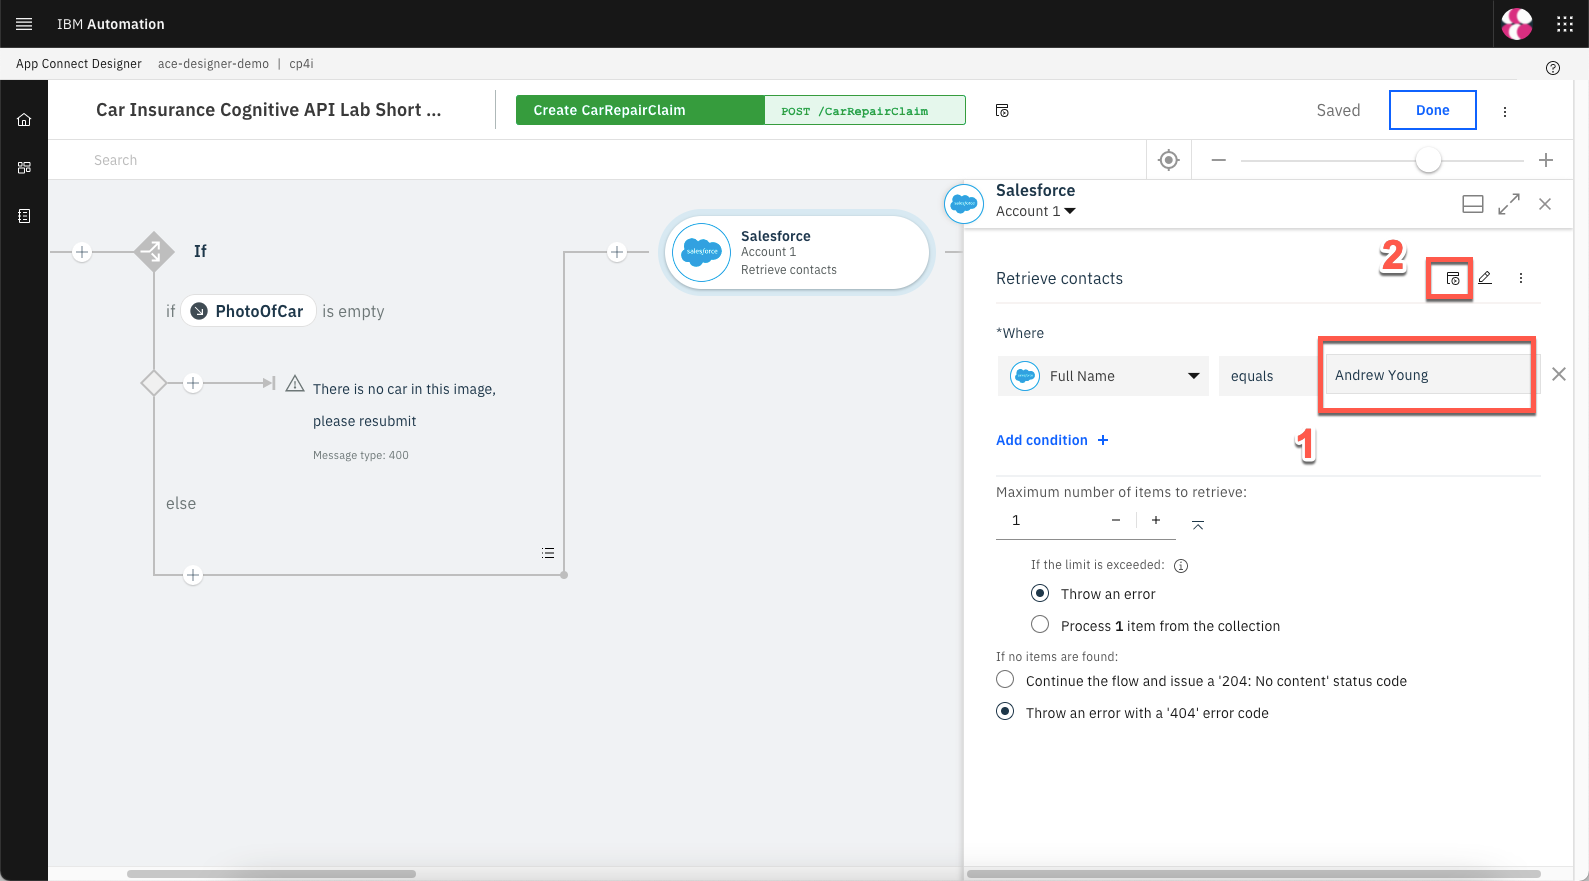 IBM Automation
App Connect Designer ace-designer-demo | cp4i
Car Insurance Cognitive API Lab Short ...
Create CarRepairClaim
POST /CarRepairClaim
Saved
Done
Search
If
if PhotoOfCar is empty
There is no car in this image,
please resubmit
Message type: 400
else
salesforce
Salesforce
Account 1
Retrieve contacts
salesforce
Salesforce
Account 1
2
Retrieve contacts
*Where
salesforce
Full Name
equals
Andrew Young
Add condition +
1
Maximum number of items to retrieve:
1 − +
If the limit is exceeded:
Throw an error
Process 1 item from the collection
If no items are found:
Continue the flow and issue a '204: No content' status code
Throw an error with a '404' error code